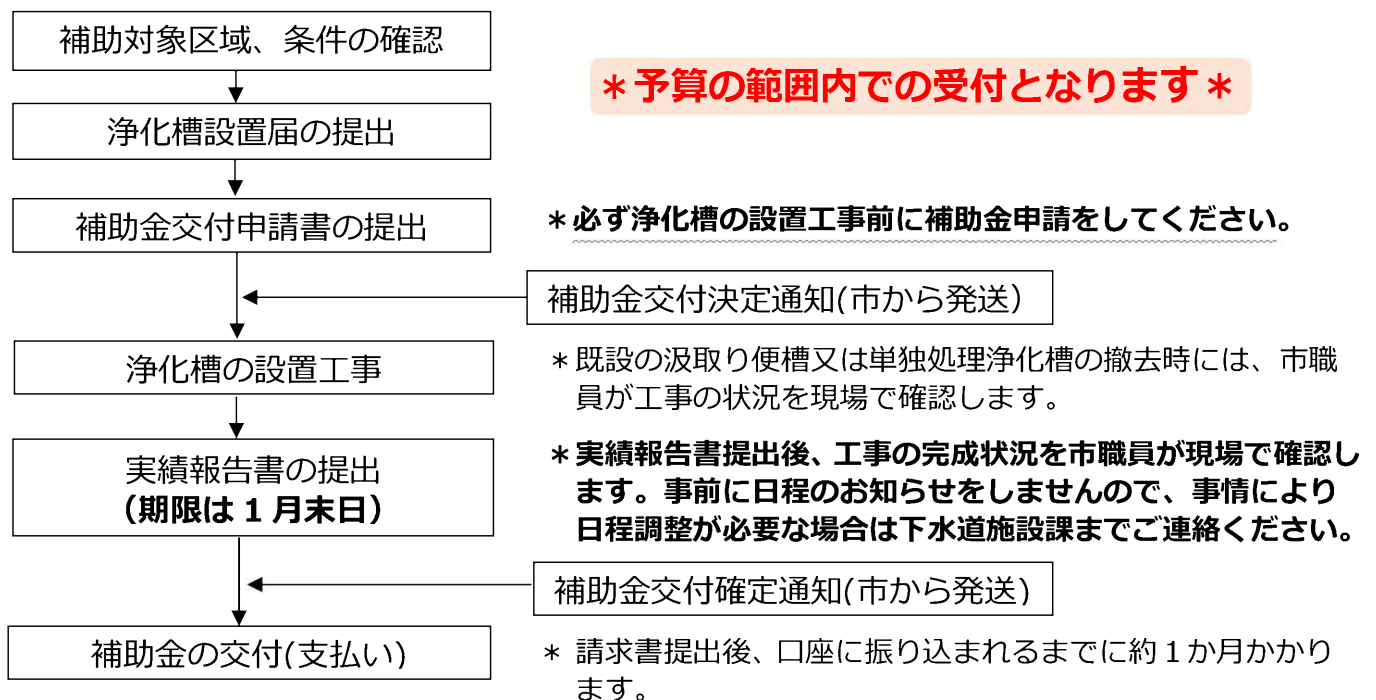 補助対象区域、条件の確認
＊予算の範囲内での受付となります＊
浄化槽設置届の提出
補助金交付申請書の提出
＊必ず浄化槽の設置工事前に補助金申請をしてください。
補助金交付決定通知(市から発送）
浄化槽の設置工事
＊既設の汲取り便槽又は単独処理浄化槽の撤去時には、市職
員が工事の状況を現場で確認します。
実績報告書の提出
（期限は 1 月末日）
＊実績報告書提出後、工事の完成状況を市職員が現場で確認し
ます。事前に日程のお知らせをしませんので、事情により
日程調整が必要な場合は下水道施設課までご連絡ください。
補助金交付確定通知(市から発送)
補助金の交付(支払い)
＊ 請求書提出後、口座に振り込まれるまでに約１か月かかり
ます。